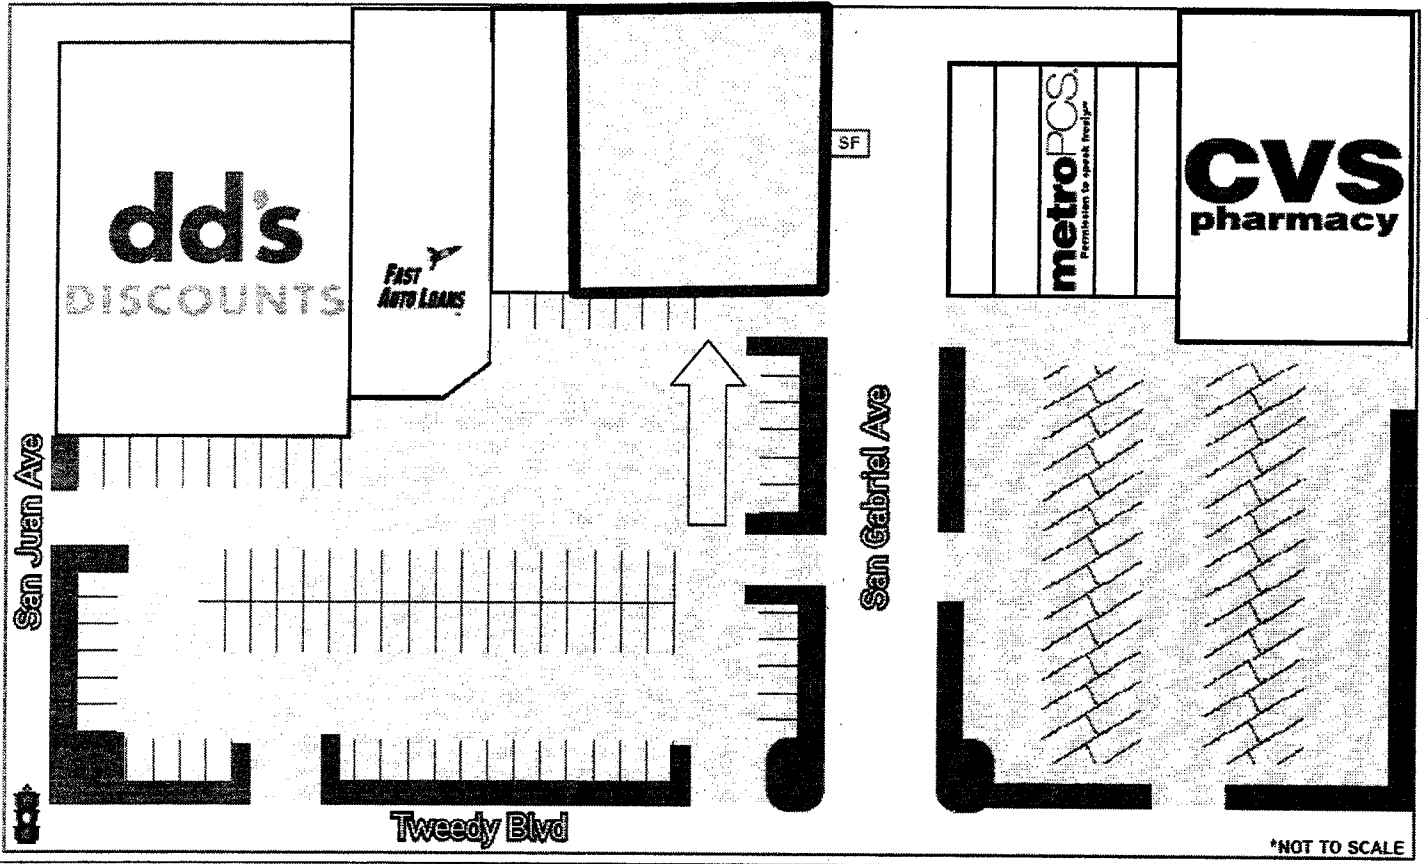 dd's
DISCOUNTS
FAST
AUTO LOANS
SF
metroPCS.
Permission to speak freely.
CVS
pharmacy
San Juan Ave
San Gabriel Ave
Tweedy Blvd
*NOT TO SCALE